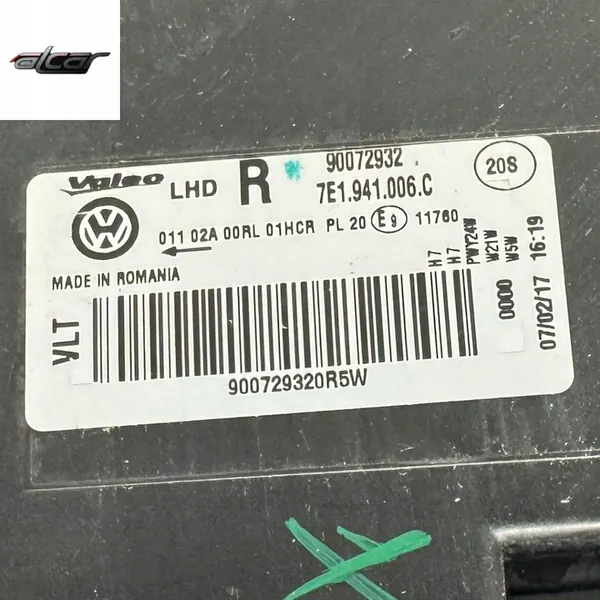 alcar
Valeo LHD R 90072932 20S
7E1.941.006.C
011 02A 00RL 01HCR PL 20 E9 11760
MADE IN ROMANIA
VLT
H7
H7
PWY24W
W21W
W5W
0000
07/02/17 16:19
900729320R5W